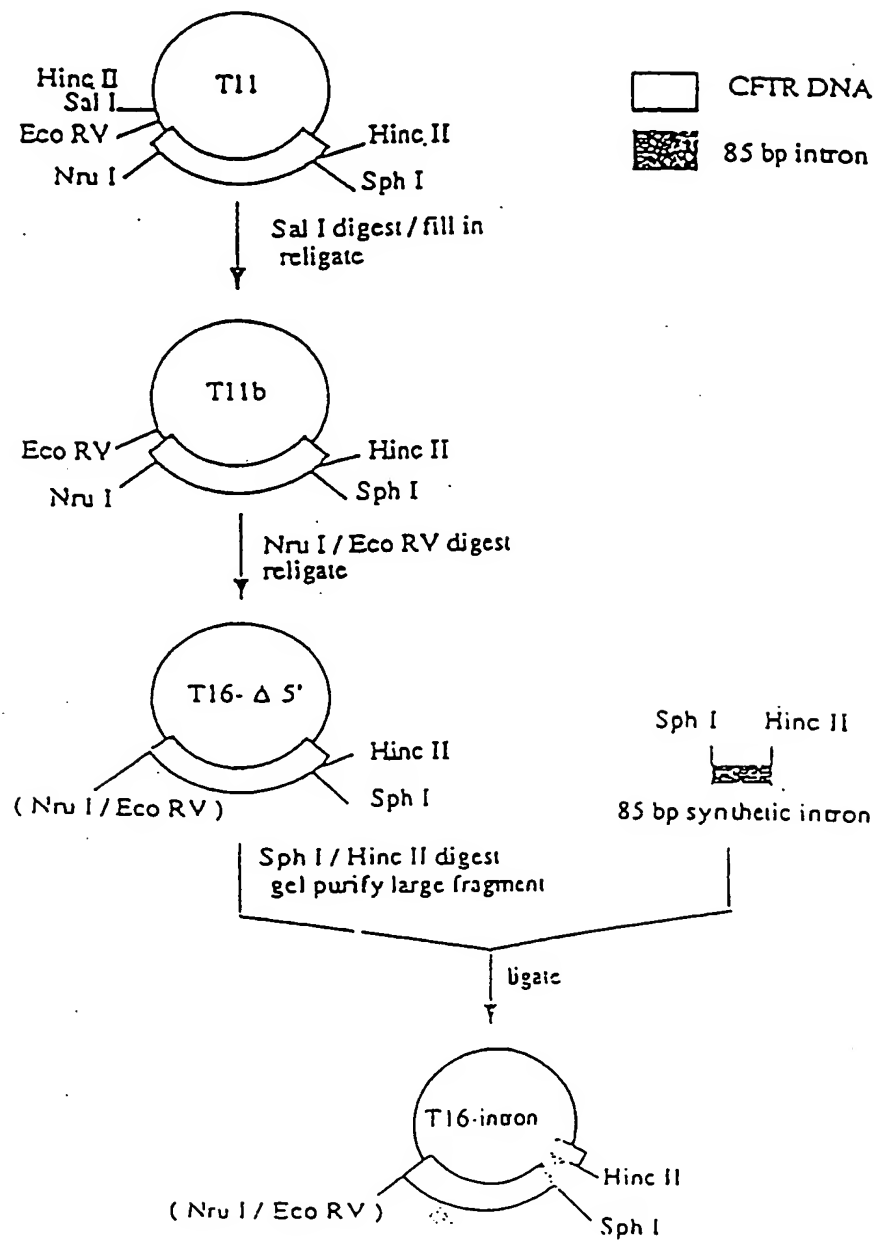 T11
Hinc II
Sal I
Eco RV
Nru I
Hinc II
Sph I
CFTR DNA
85 bp intron
Sal I digest / fill in
religate
T11b
Eco RV
Nru I
Hinc II
Sph I
Nru I / Eco RV digest
religate
T16- Δ 5'
Hinc II
Sph I
( Nru I / Eco RV )
Sph I Hinc II
85 bp synthetic intron
Sph I / Hinc II digest
gel purify large fragment
ligate
T16-intron
Hinc II
Sph I
( Nru I / Eco RV )